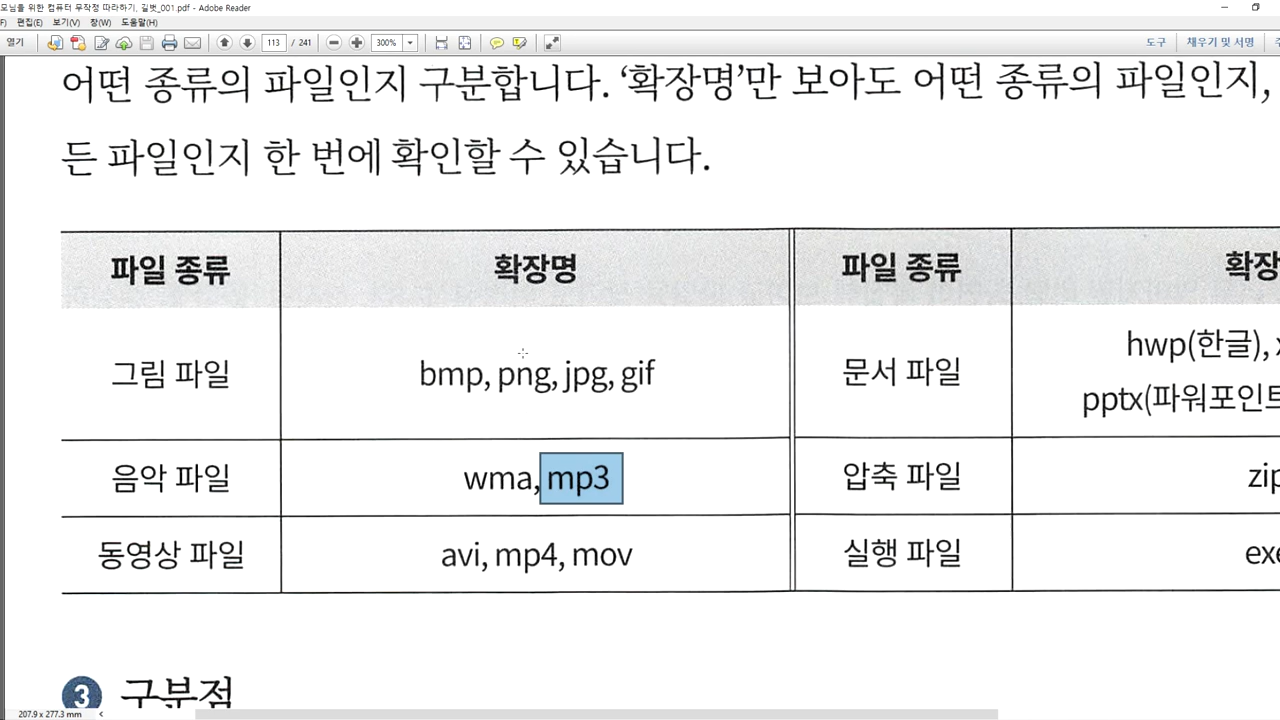 모님을 위한 컴퓨터 무작정 따라하기, 길벗_001.pdf - Adobe Reader
F) 편집(E) 보기(V) 창(W) 도움말(H)
열기 113 / 241 300% 도구 채우기 및 서명
어떤 종류의 파일인지 구분합니다. ‘확장명’만 보아도 어떤 종류의 파일인지,
든 파일인지 한 번에 확인할 수 있습니다.
파일 종류 확장명 파일 종류 확장
그림 파일 bmp, png, jpg, gif 문서 파일 hwp(한글),
pptx(파워포인트
음악 파일 wma, mp3 압축 파일 zip
동영상 파일 avi, mp4, mov 실행 파일 exe
3 구분점
207.9 x 277.3 mm